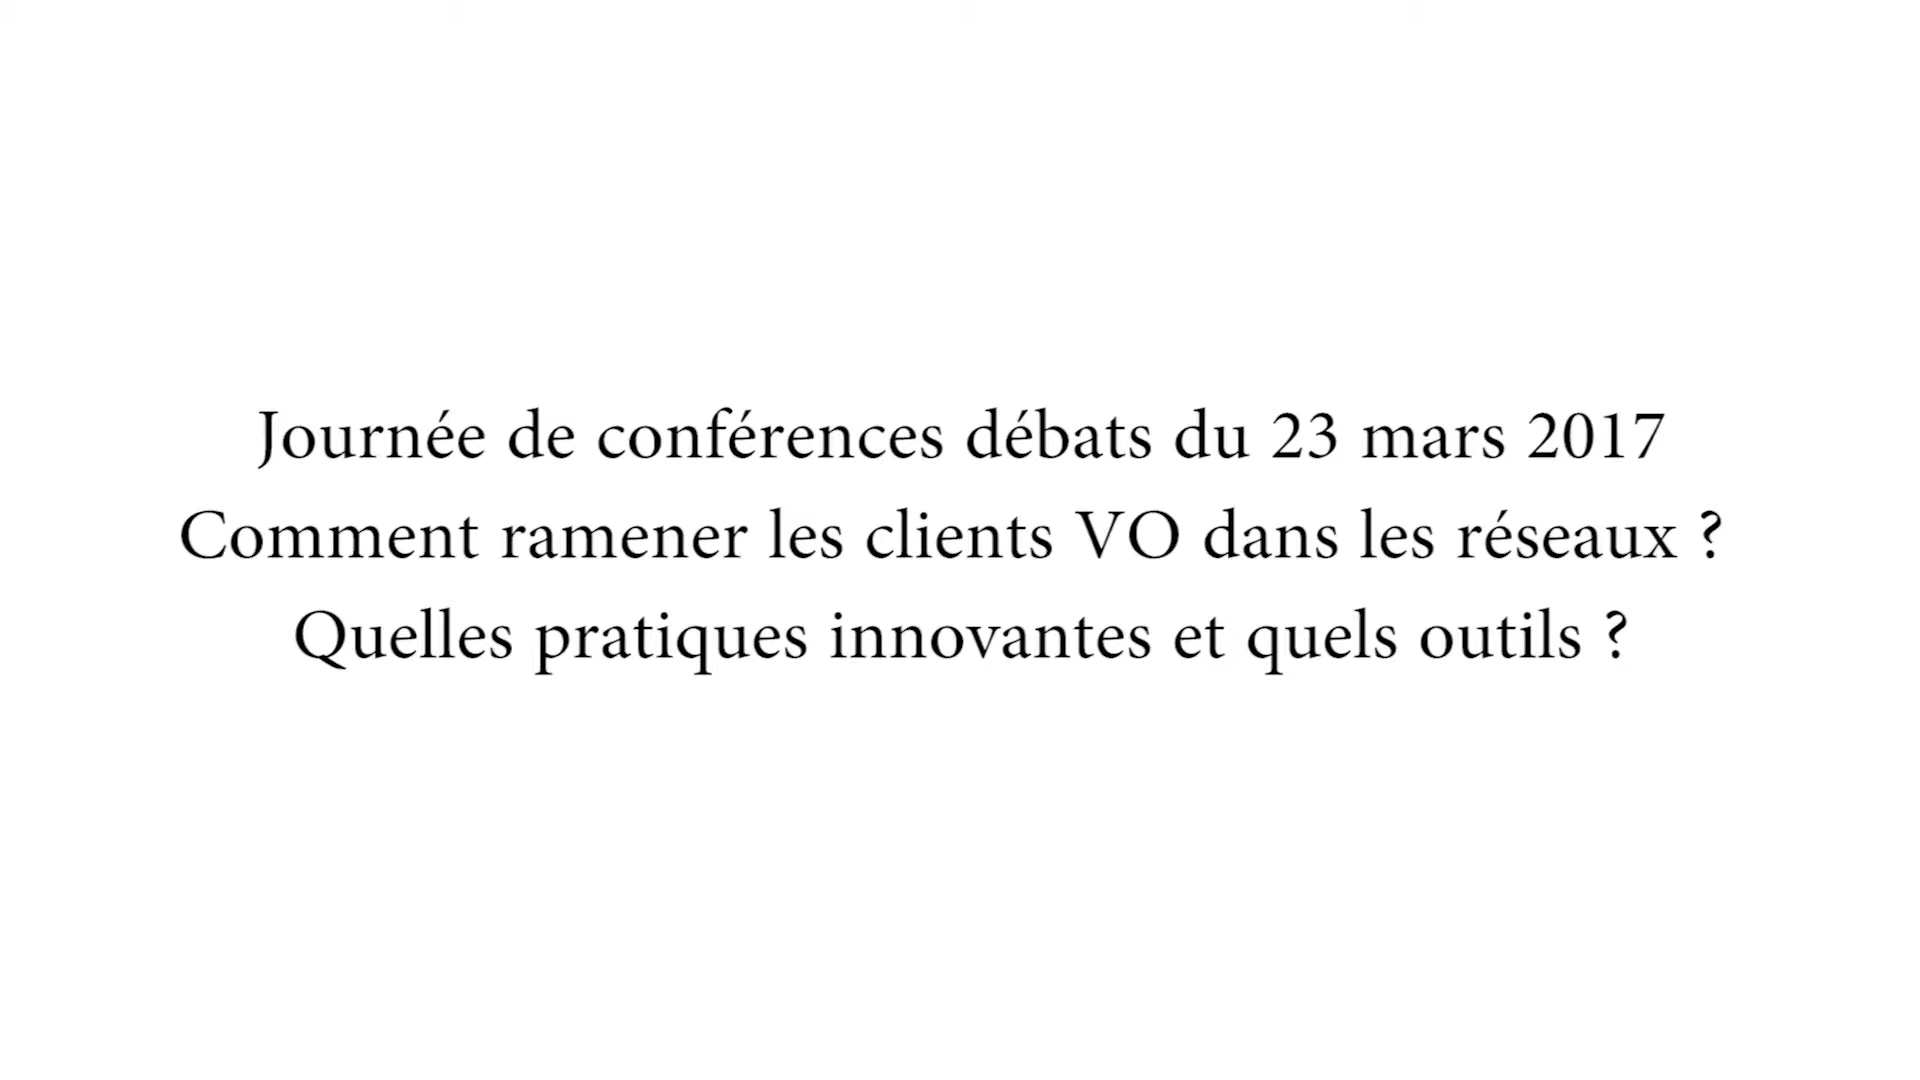 Journée de conférences débats du 23 mars 2017
Comment ramener les clients VO dans les réseaux ?
Quelles pratiques innovantes et quels outils ?